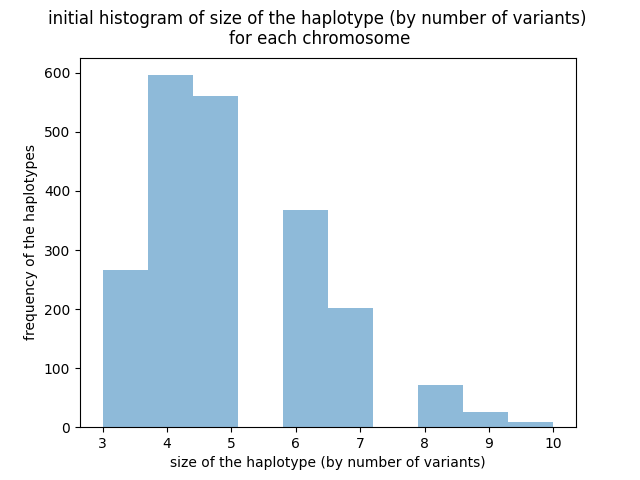 initial histogram of size of the haplotype (by number of variants)
for each chromosome
600
500
400
300
200
100
0
frequency of the haplotypes
3 4 5 6 7 8 9 10
size of the haplotype (by number of variants)